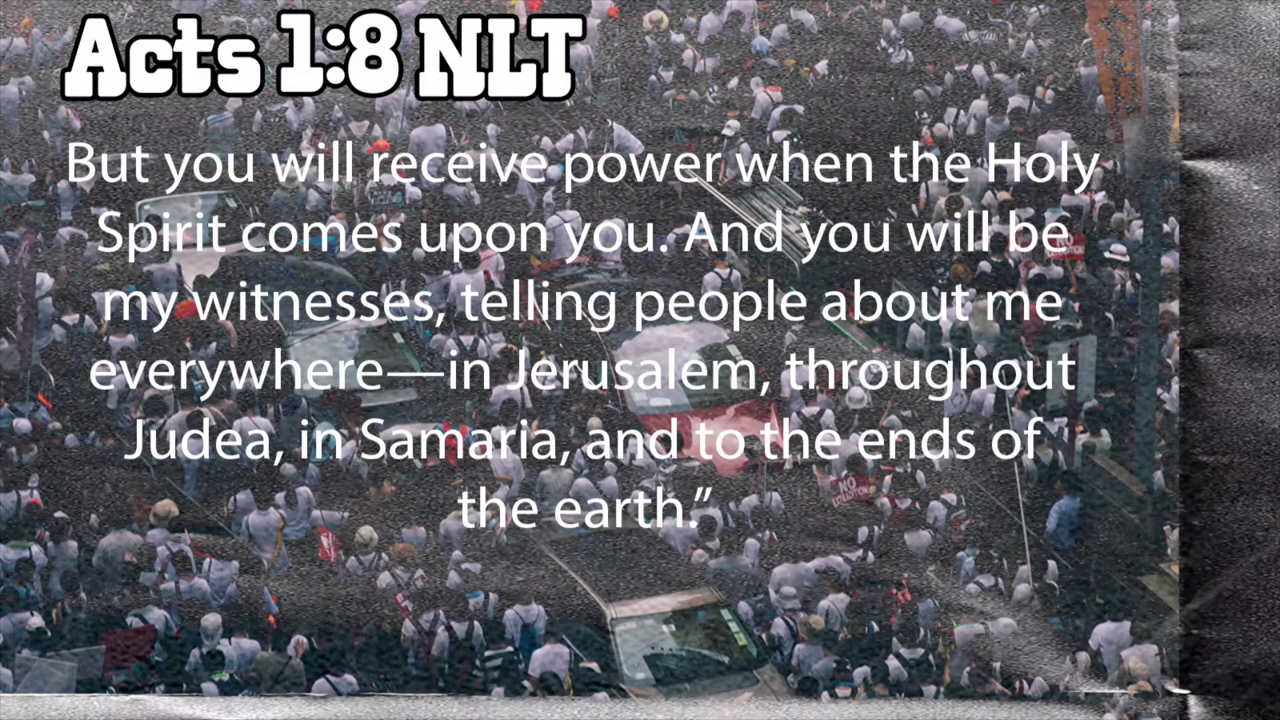 Acts 1:8 NLT
But you will receive power when the Holy
Spirit comes upon you. And you will be
my witnesses, telling people about me
everywhere—in Jerusalem, throughout
Judea, in Samaria, and to the ends of
the earth.”
NO
NO